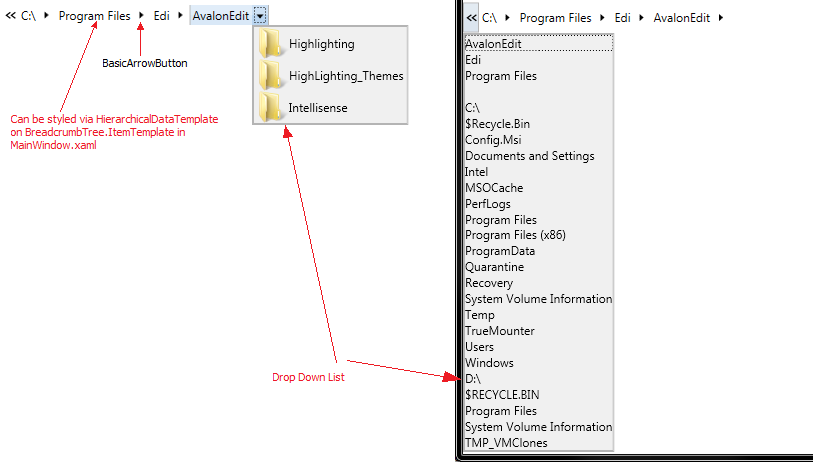 « C:\ Program Files Edi AvalonEdit
BasicArrowButton
Highlighting
HighLighting_Themes
Intellisense
Can be styled via HierarchicalDataTemplate
on BreadcrumbTree.ItemTemplate in
MainWindow.xaml
Drop Down List
« C:\ Program Files Edi AvalonEdit
AvalonEdit
Edi
Program Files
C:\
$Recycle.Bin
Config.Msi
Documents and Settings
Intel
MSOCache
PerfLogs
Program Files
Program Files (x86)
ProgramData
Quarantine
Recovery
System Volume Information
Temp
TrueMounter
Users
Windows
D:\
$RECYCLE.BIN
Program Files
System Volume Information
TMP_VMClones